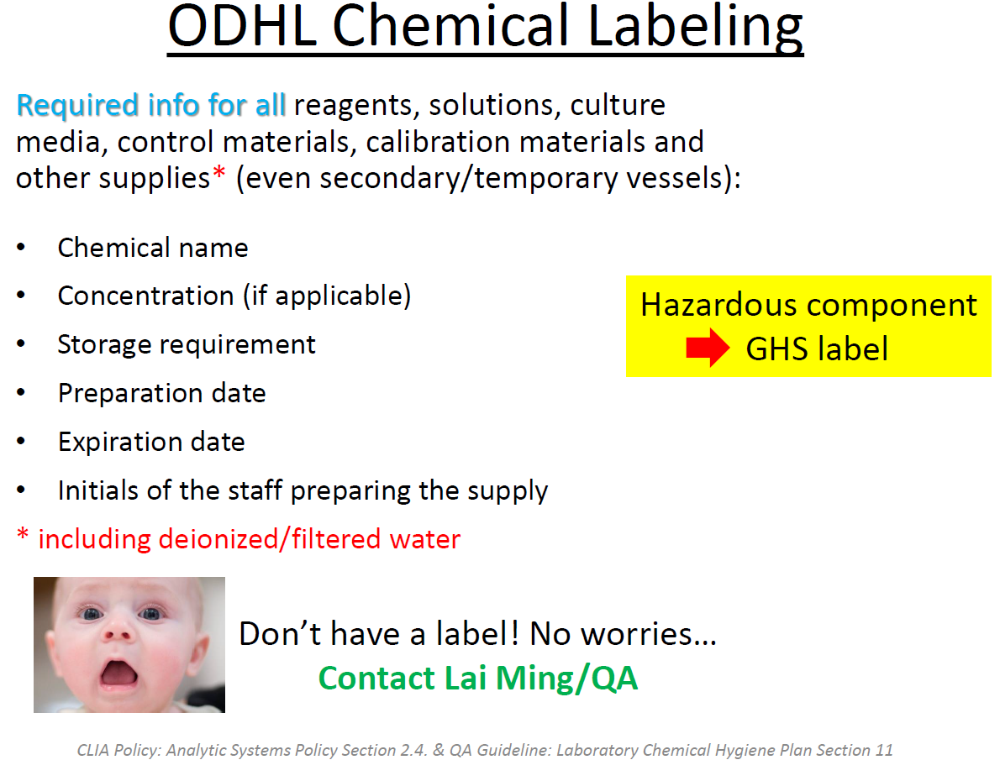 ODHL Chemical Labeling
Required info for all reagents, solutions, culture
media, control materials, calibration materials and
other supplies* (even secondary/temporary vessels):
• Chemical name
• Concentration (if applicable)
• Storage requirement
• Preparation date
• Expiration date
• Initials of the staff preparing the supply
* including deionized/filtered water
Hazardous component
GHS label
Don’t have a label! No worries…
Contact Lai Ming/QA
CLIA Policy: Analytic Systems Policy Section 2.4. & QA Guideline: Laboratory Chemical Hygiene Plan Section 11